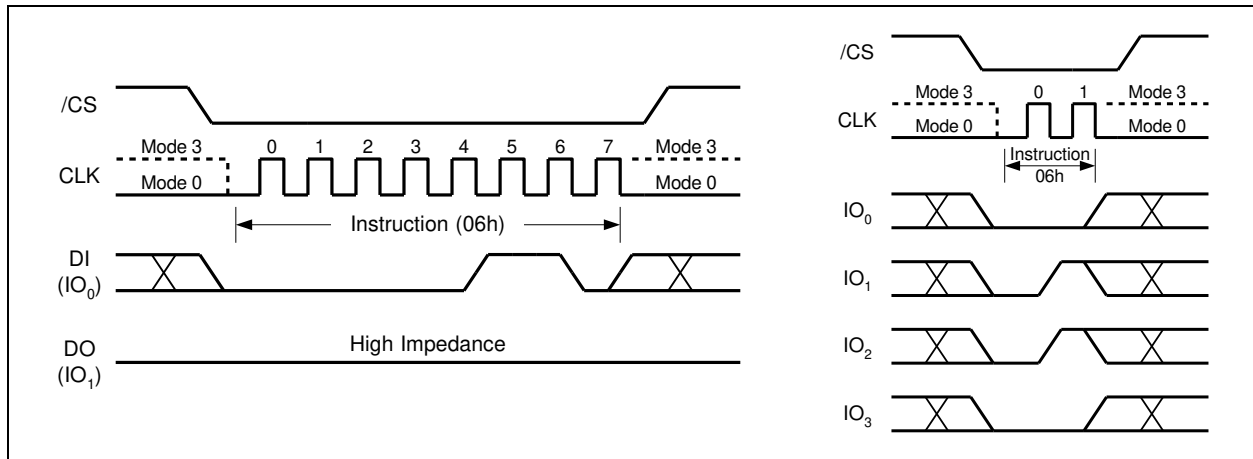 /CS
Mode 3 0 1 2 3 4 5 6 7 Mode 3
CLK Mode 0 Mode 0
Instruction (06h)
DI
(IO0)
DO High Impedance
(IO1)
/CS
Mode 3 0 1 Mode 3
CLK Mode 0 Mode 0
Instruction
06h
IO0
IO1
IO2
IO3